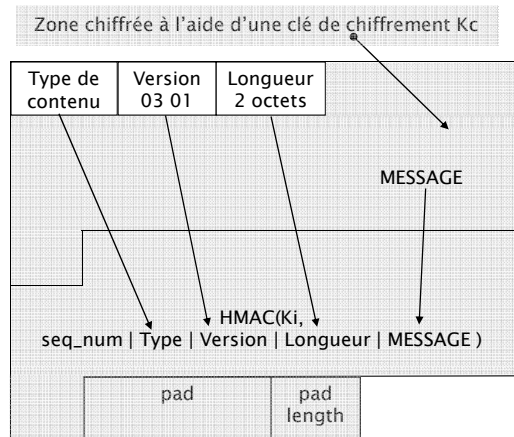 Zone chiffrée à l'aide d'une clé de chiffrement Kc
Type de contenu
Version 03 01
Longueur 2 octets
MESSAGE
HMAC(Ki,
seq_num | Type | Version | Longueur | MESSAGE )
pad
pad length